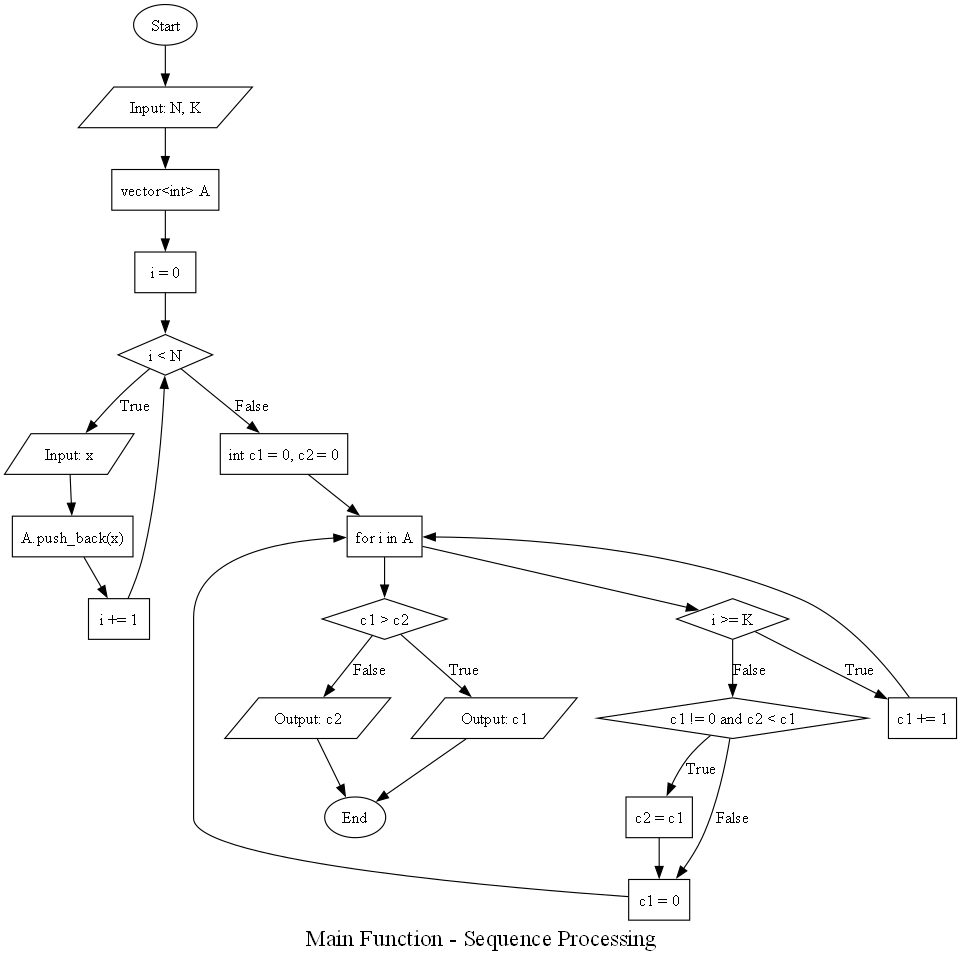 Start
Input: N, K
vector<int> A
i = 0
i < N
True
False
Input: x
int c1 = 0, c2 = 0
A.push_back(x)
for i in A
i += 1
c1 > c2
i >= K
False
True
False
True
Output: c2
Output: c1
c1 != 0 and c2 < c1
c1 += 1
True
End
c2 = c1
False
c1 = 0
Main Function - Sequence Processing